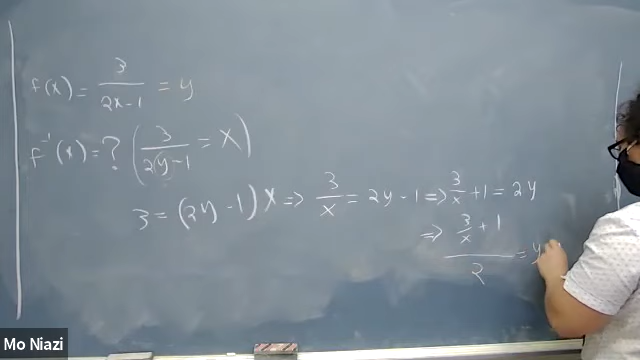 f(x) = 3/(2x-1) = y
f⁻¹(x) = ? (3/(2y-1) = x)
3 = (2y-1)x ⇒ 3/x = 2y-1 ⇒ 3/x + 1 = 2y
⇒ (3/x + 1)/2 = y
Mo Niazi